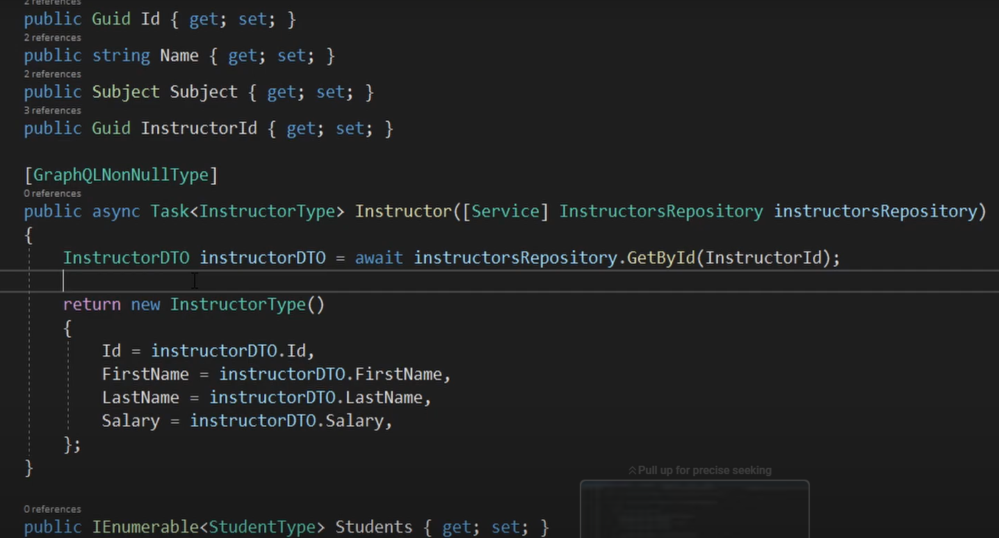 2 references
public Guid Id { get; set; }
2 references
public string Name { get; set; }
2 references
public Subject Subject { get; set; }
3 references
public Guid InstructorId { get; set; }
[GraphQLNonNullType]
0 references
public async Task<InstructorType> Instructor([Service] InstructorsRepository instructorsRepository)
{
InstructorDTO instructorDTO = await instructorsRepository.GetById(InstructorId);
return new InstructorType()
{
Id = instructorDTO.Id,
FirstName = instructorDTO.FirstName,
LastName = instructorDTO.LastName,
Salary = instructorDTO.Salary,
};
}
Pull up for precise seeking
0 references
public IEnumerable<StudentType> Students { get; set; }